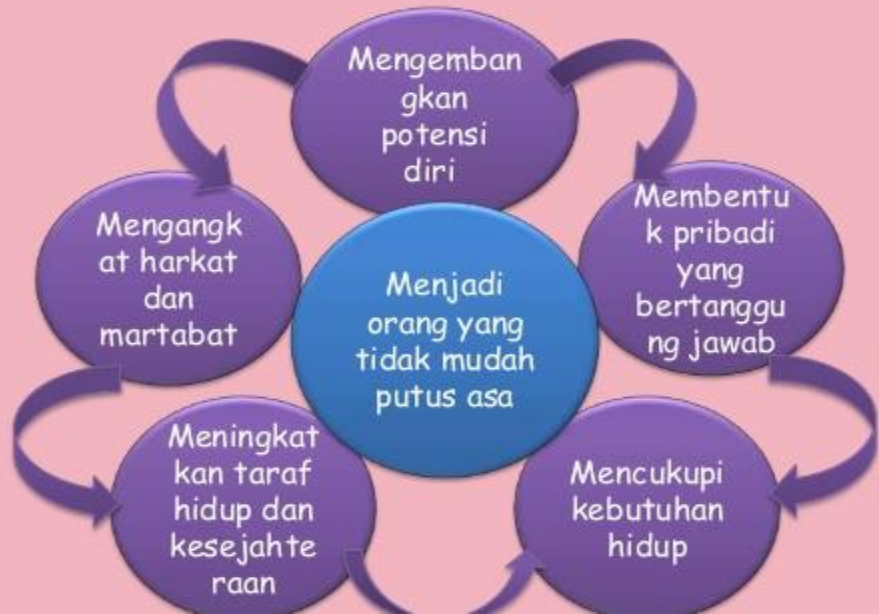 Mengemban
gkan
potensi
diri
Membentu
k pribadi
yang
bertanggu
ng jawab
Mengangk
at harkat
dan
martabat
Menjadi
orang yang
tidak mudah
putus asa
Meningkat
kan taraf
hidup dan
kesejahte
raan
Mencukupi
kebutuhan
hidup